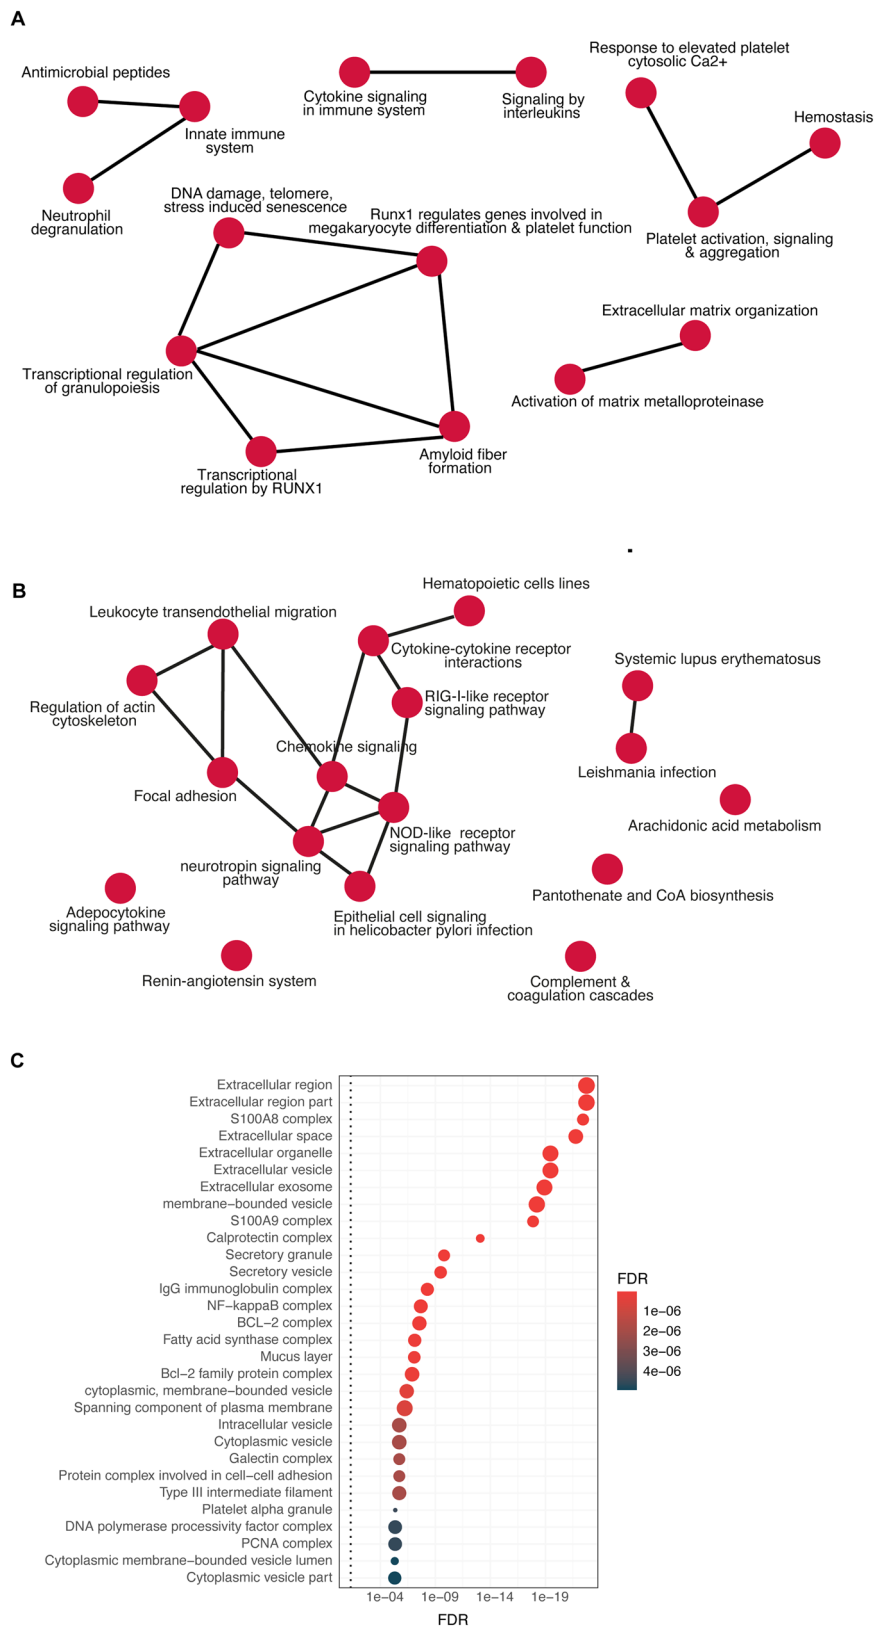 A
Antimicrobial peptides
Innate immune
system
Neutrophil
degranulation
Cytokine signaling
in immune system
Signaling by
interleukins
Response to elevated platelet
cytosolic Ca2+
Hemostasis
Platelet activation, signaling
& aggregation
DNA damage, telomere,
stress induced senescence
Runx1 regulates genes involved in
megakaryocyte differentiation & platelet function
Transcriptional regulation
of granulopoiesis
Transcriptional
regulation by RUNX1
Amyloid fiber
formation
Extracellular matrix organization
Activation of matrix metalloproteinase
B
Leukocyte transendothelial migration
Regulation of actin
cytoskeleton
Focal adhesion
Hematopoietic cells lines
Cytokine-cytokine receptor
interactions
RIG-I-like receptor
signaling pathway
Chemokine signaling
NOD-like receptor
signaling pathway
neurotropin signaling
pathway
Epithelial cell signaling
in helicobacter pylori infection
Systemic lupus erythematosus
Leishmania infection
Arachidonic acid metabolism
Pantothenate and CoA biosynthesis
Adepocytokine
signaling pathway
Renin-angiotensin system
Complement &
coagulation cascades
C
Extracellular region
Extracellular region part
S100A8 complex
Extracellular space
Extracellular organelle
Extracellular vesicle
Extracellular exosome
membrane−bounded vesicle
S100A9 complex
Calprotectin complex
Secretory granule
Secretory vesicle
IgG immunoglobulin complex
NF−kappaB complex
BCL−2 complex
Fatty acid synthase complex
Mucus layer
Bcl−2 family protein complex
cytoplasmic, membrane−bounded vesicle
Spanning component of plasma membrane
Intracellular vesicle
Cytoplasmic vesicle
Galectin complex
Protein complex involved in cell−cell adhesion
Type III intermediate filament
Platelet alpha granule
DNA polymerase processivity factor complex
PCNA complex
Cytoplasmic membrane−bounded vesicle lumen
Cytoplasmic vesicle part
1e−04 1e−09 1e−14 1e−19
FDR
FDR
1e−06
2e−06
3e−06
4e−06